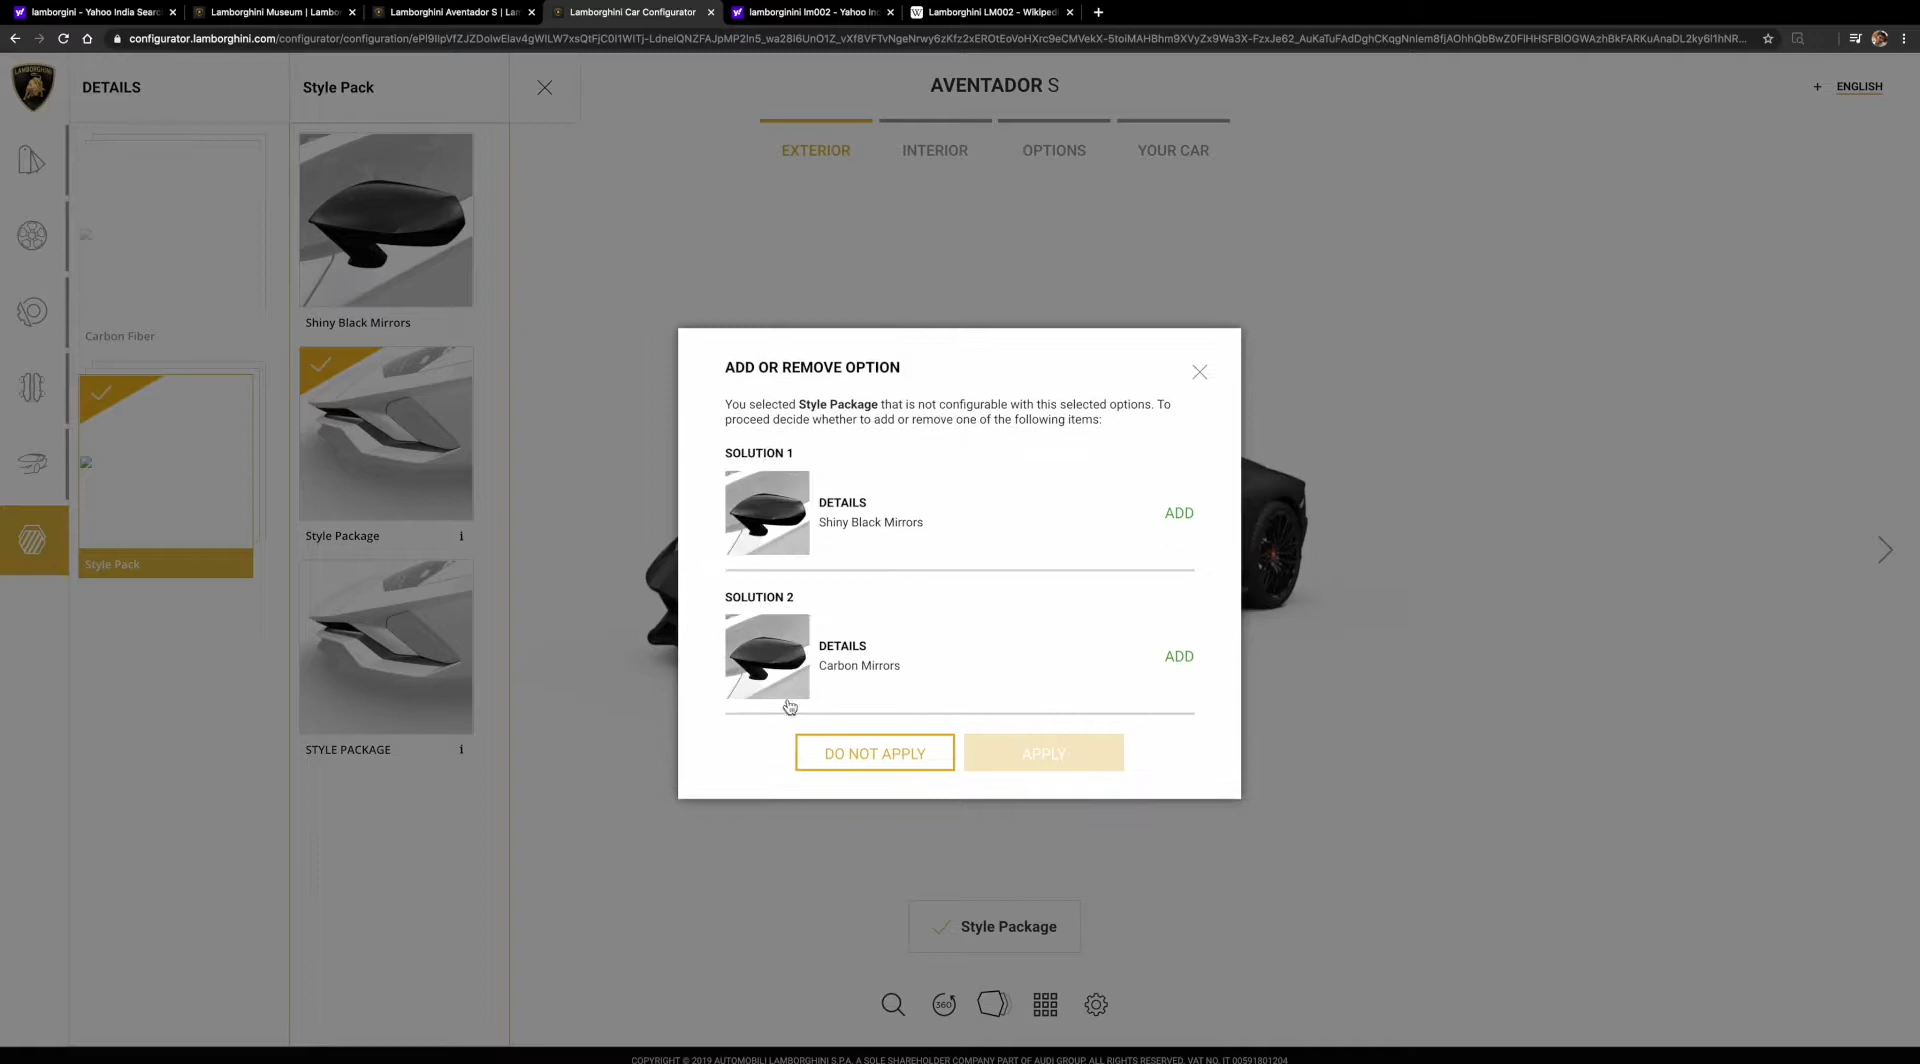 lamborgini - Yahoo India Searc
Lamborghini Museum | Lambo
Lamborghini Aventador S | Lam
Lamborghini Car Configurator
lamborginini lm002 - Yahoo Ind
Lamborghini LM002 - Wikiped
configurator.lamborghini.com/configurator/configuration/
LAMBORGHINI
DETAILS
Style Pack
AVENTADOR S
+ ENGLISH
EXTERIOR
INTERIOR
OPTIONS
YOUR CAR
Shiny Black Mirrors
Carbon Fiber
Style Pack
Style Package i
STYLE PACKAGE i
ADD OR REMOVE OPTION
You selected Style Package that is not configurable with this selected options. To
proceed decide whether to add or remove one of the following items:
SOLUTION 1
DETAILS
Shiny Black Mirrors
ADD
SOLUTION 2
DETAILS
Carbon Mirrors
ADD
DO NOT APPLY
APPLY
Style Package
360
COPYRIGHT © 2019 AUTOMOBILI LAMBORGHINI S.P.A. A SOLE SHAREHOLDER COMPANY PART OF AUDI GROUP. ALL RIGHTS RESERVED. VAT NO. IT 00591801204